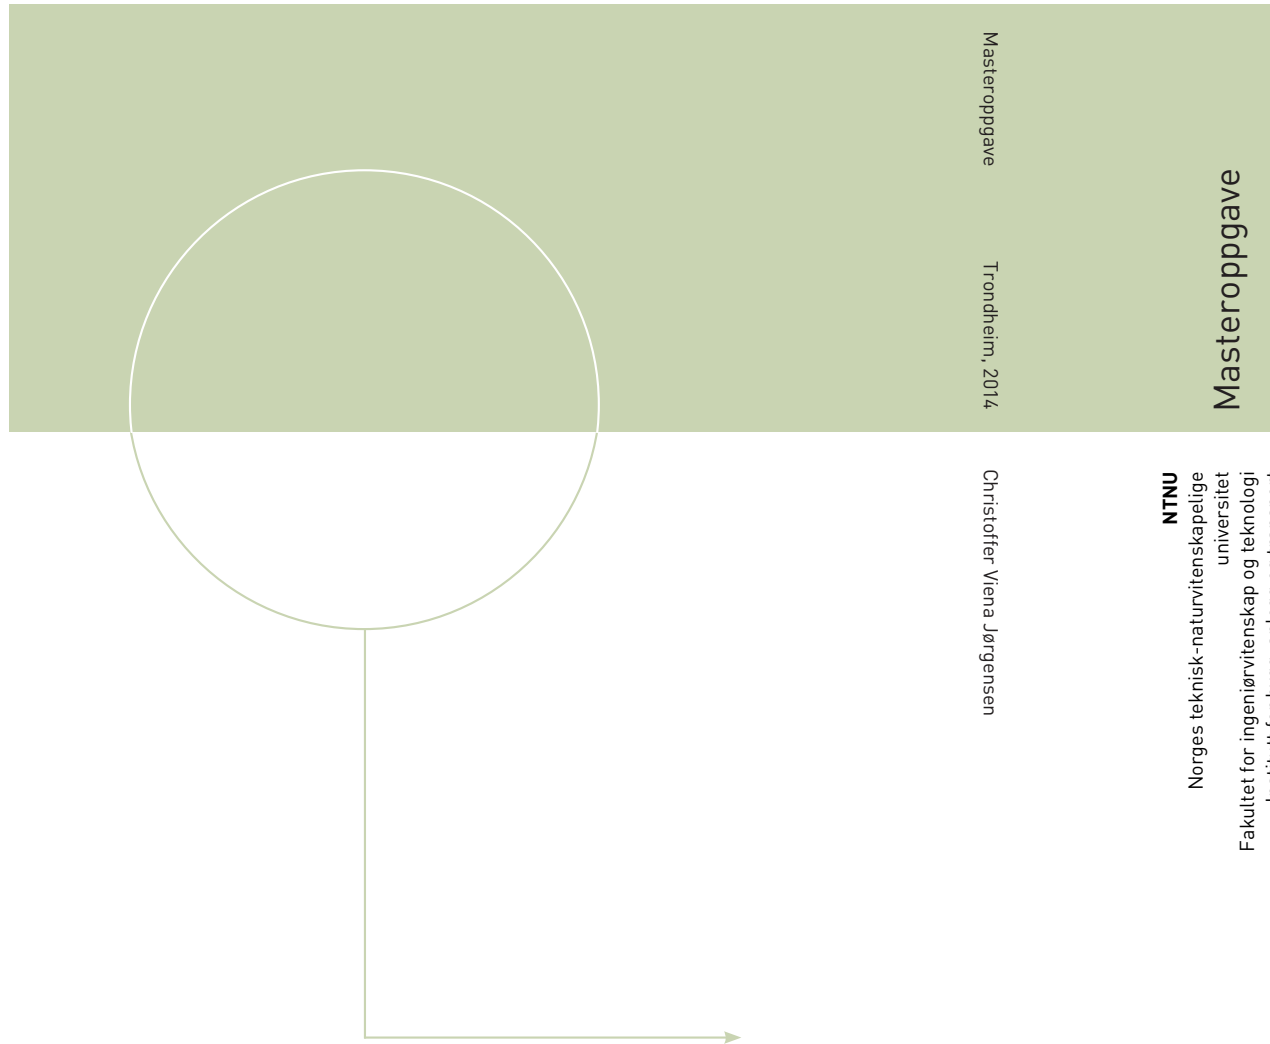 Masteroppgave
Trondheim, 2014
Christoffer Viena Jørgensen
Masteroppgave
NTNU
Norges teknisk-naturvitenskapelige
universitet
Fakultet for ingeniørvitenskap og teknologi